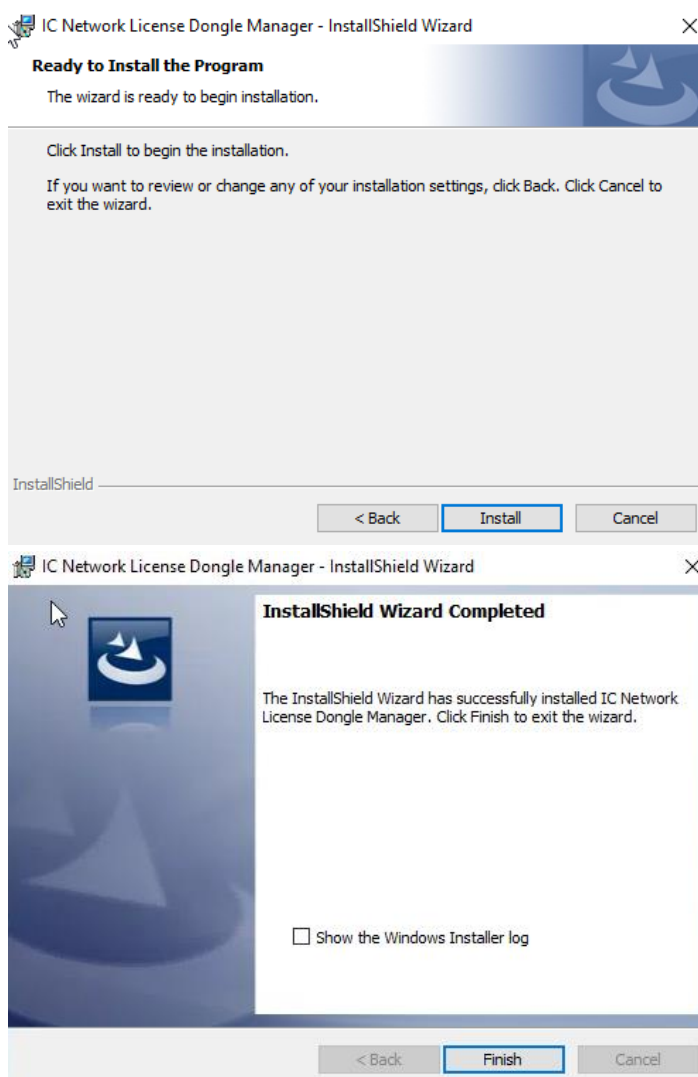 IC Network License Dongle Manager - InstallShield Wizard
Ready to Install the Program
The wizard is ready to begin installation.
Click Install to begin the installation.
If you want to review or change any of your installation settings, click Back. Click Cancel to
exit the wizard.
InstallShield
< Back Install Cancel
IC Network License Dongle Manager - InstallShield Wizard
InstallShield Wizard Completed
The InstallShield Wizard has successfully installed IC Network
License Dongle Manager. Click Finish to exit the wizard.
Show the Windows Installer log
< Back Finish Cancel